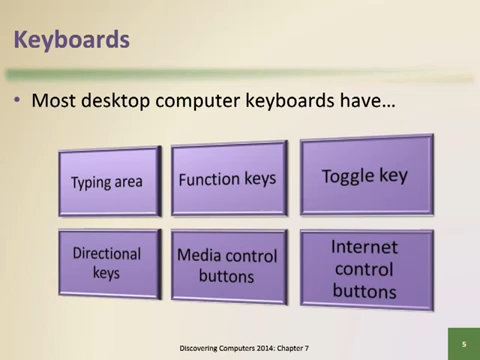 Keyboards
• Most desktop computer keyboards have…
Typing area
Function keys
Toggle key
Directional
keys
Media control
buttons
Internet
control
buttons
Discovering Computers 2014: Chapter 7
5